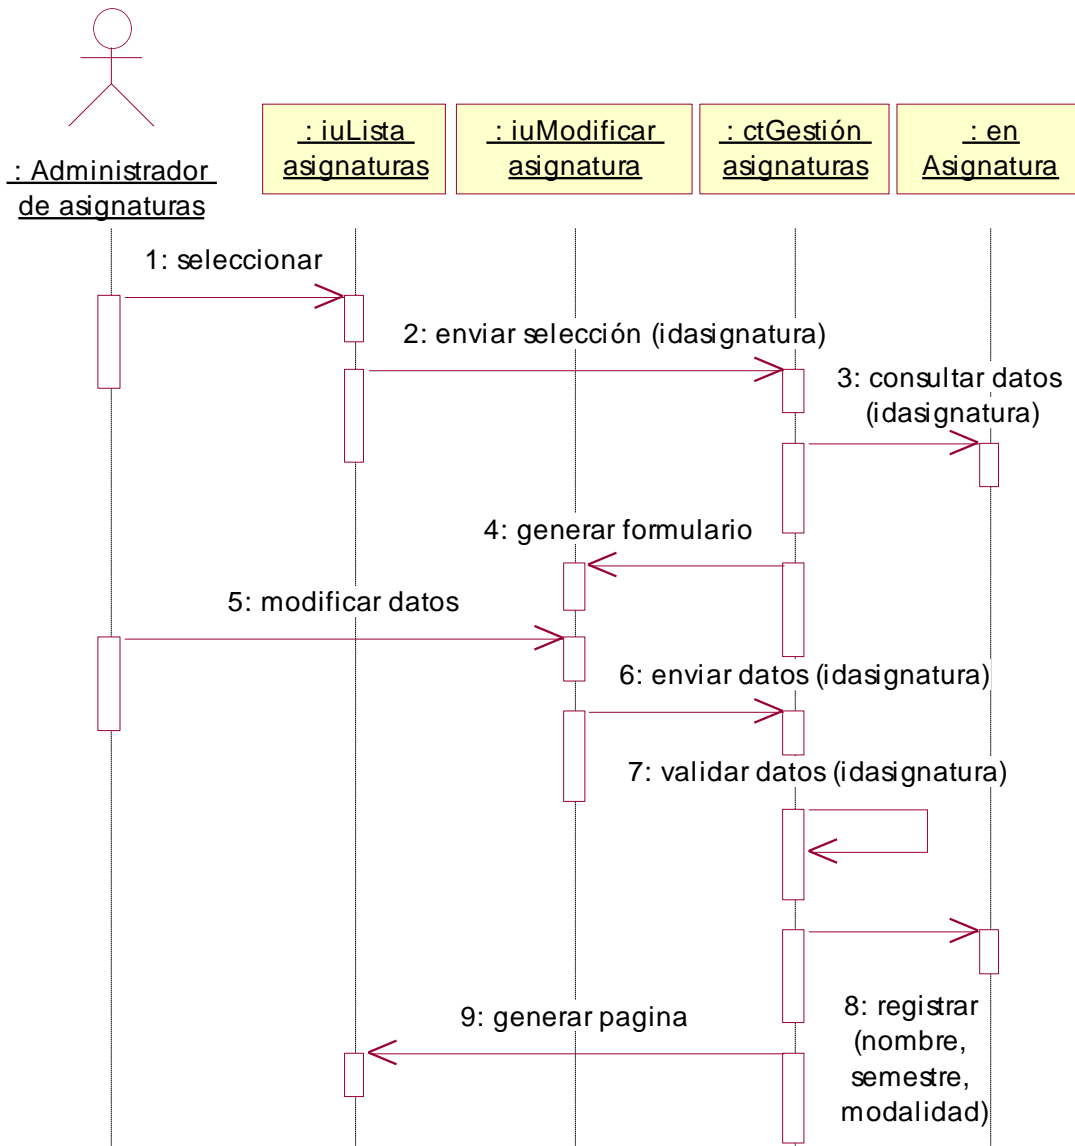 : Administrador
de asignaturas
: iuLista
asignaturas
: iuModificar
asignatura
: ctGestión
asignaturas
: en
Asignatura
1: seleccionar
2: enviar selección (idasignatura)
3: consultar datos
(idasignatura)
4: generar formulario
5: modificar datos
6: enviar datos (idasignatura)
7: validar datos (idasignatura)
8: registrar
(nombre,
semestre,
modalidad)
9: generar pagina